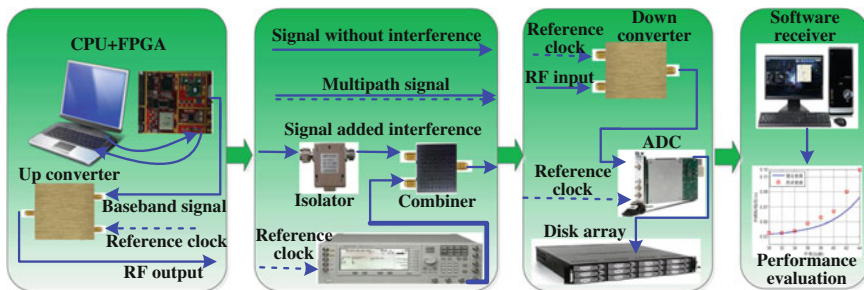 CPU+FPGA
Up converter
Baseband signal
Reference clock
RF output
Signal without interference
Multipath signal
Signal added interference
Isolator
Combiner
Reference
clock
Reference
clock
RF input
Down
converter
ADC
Reference
clock
Disk array
Software
receiver
Performance
evaluation